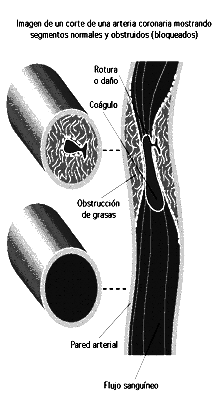 Imagen de un corte de una arteria coronaria mostrando
segmentos normales y obstruidos (bloqueados)
Rotura
o daño
Coágulo
Obstrucción
de grasas
Pared arterial
Flujo sanguíneo